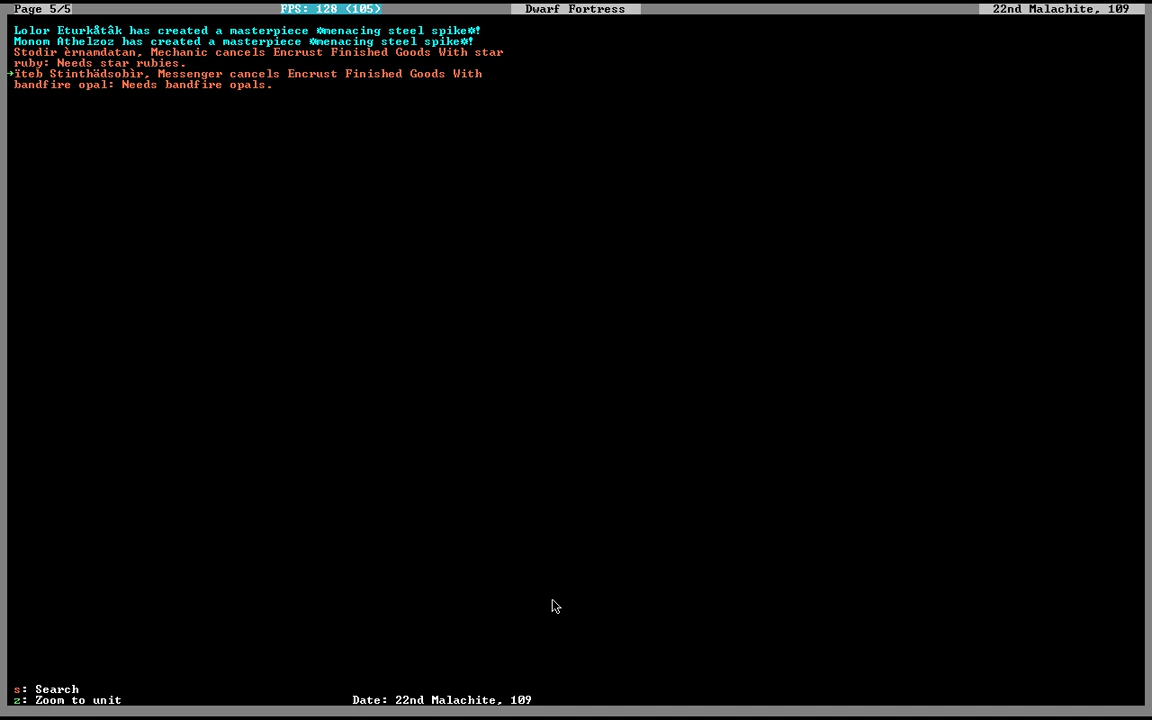 Page 5/5 FPS: 128 (105) Dwarf Fortress 22nd Malachite, 109
Lolor Eturkåtâk has created a masterpiece ☼menacing steel spike☼!
Monom Athelzoz has created a masterpiece ☼menacing steel spike☼!
Stodir èrnamdatan, Mechanic cancels Encrust Finished Goods With star
ruby: Needs star rubies.
→ïteb Stinthädsobìr, Messenger cancels Encrust Finished Goods With
bandfire opal: Needs bandfire opals.
s: Search
z: Zoom to unit Date: 22nd Malachite, 109